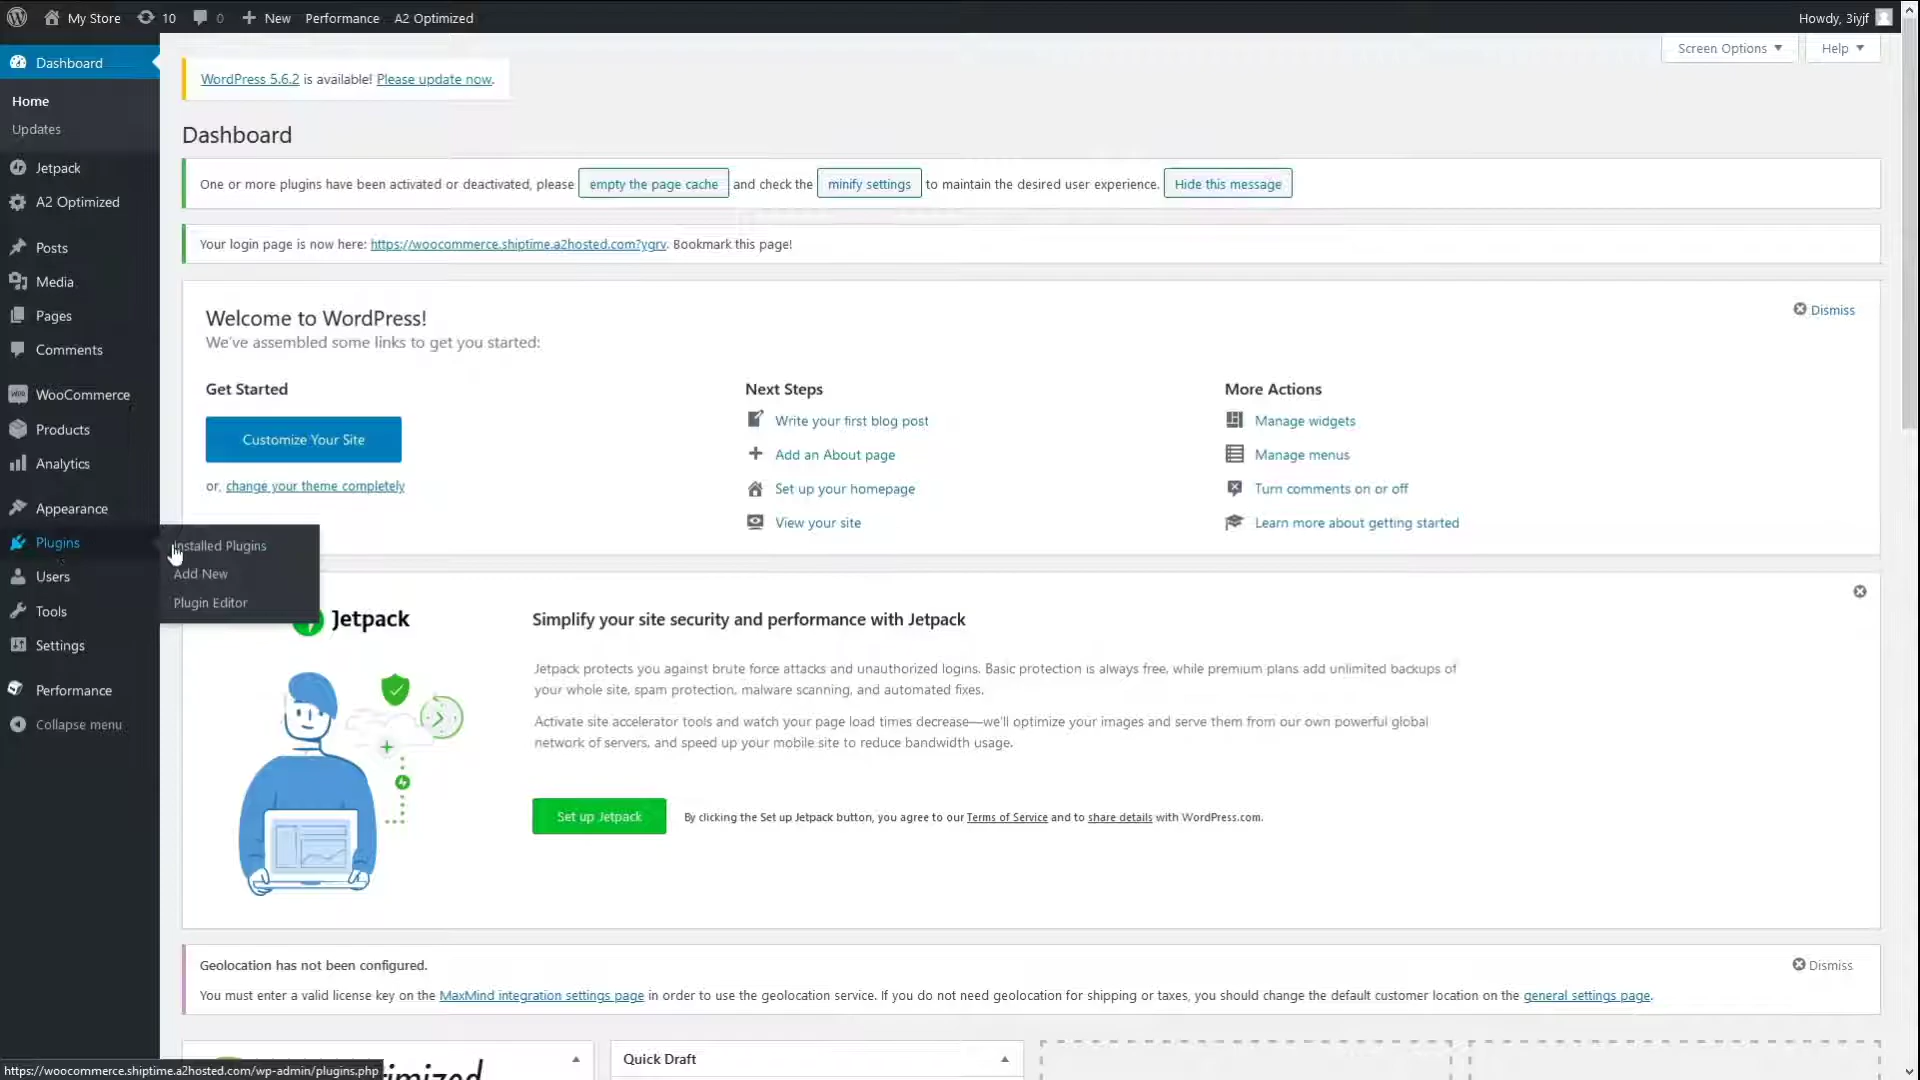 My Store 10 0 New Performance A2 Optimized Howdy, 3iyjf
Dashboard
Home
Updates
Jetpack
A2 Optimized
Posts
Media
Pages
Comments
WooCommerce
Products
Analytics
Appearance
Plugins
Users
Tools
Settings
Performance
Collapse menu
Installed Plugins
Add New
Plugin Editor
Screen Options Help
WordPress 5.6.2 is available! Please update now.
Dashboard
One or more plugins have been activated or deactivated, please empty the page cache and check the minify settings to maintain the desired user experience. Hide this message
Your login page is now here: https://woocommerce.shiptime.a2hosted.com?ygrv. Bookmark this page!
Welcome to WordPress!
We've assembled some links to get you started:
Dismiss
Get Started
Customize Your Site
or, change your theme completely
Next Steps
Write your first blog post
Add an About page
Set up your homepage
View your site
More Actions
Manage widgets
Manage menus
Turn comments on or off
Learn more about getting started
Jetpack
Simplify your site security and performance with Jetpack
Jetpack protects you against brute force attacks and unauthorized logins. Basic protection is always free, while premium plans add unlimited backups of
your whole site, spam protection, malware scanning, and automated fixes.
Activate site accelerator tools and watch your page load times decrease—we'll optimize your images and serve them from our own powerful global
network of servers, and speed up your mobile site to reduce bandwidth usage.
Set up Jetpack By clicking the Set up Jetpack button, you agree to our Terms of Service and to share details with WordPress.com.
Geolocation has not been configured.
Dismiss
You must enter a valid license key on the MaxMind integration settings page in order to use the geolocation service. If you do not need geolocation for shipping or taxes, you should change the default customer location on the general settings page.
Quick Draft
https://woocommerce.shiptime.a2hosted.com/wp-admin/plugins.php